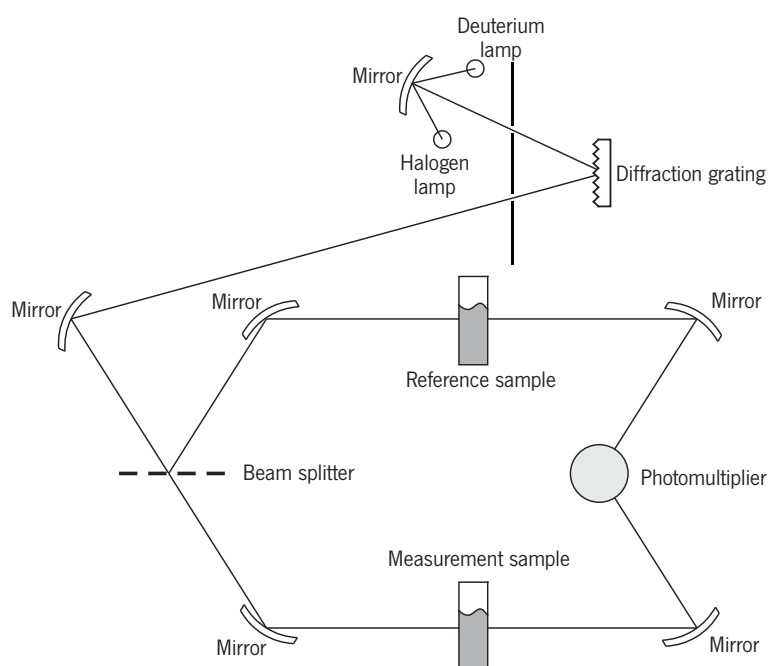 Deuterium
lamp
Mirror
Halogen
lamp
Diffraction grating
Mirror
Mirror
Mirror
Reference sample
Beam splitter
Photomultiplier
Measurement sample
Mirror
Mirror